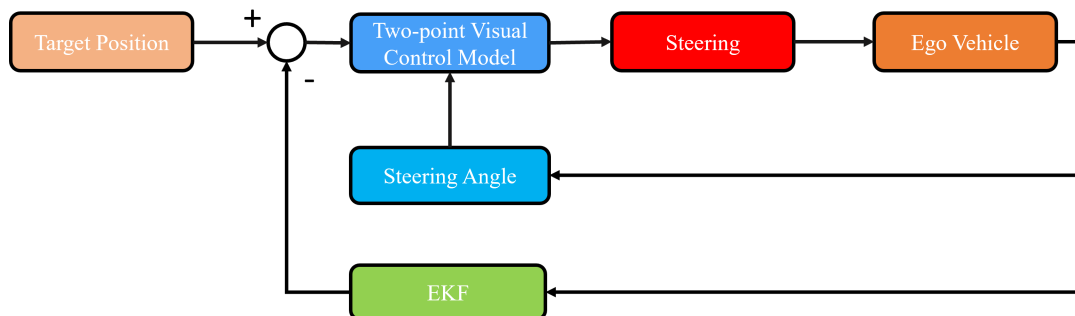 +
Target Position
Two-point Visual
Control Model
Steering
Ego Vehicle
-
Steering Angle
EKF